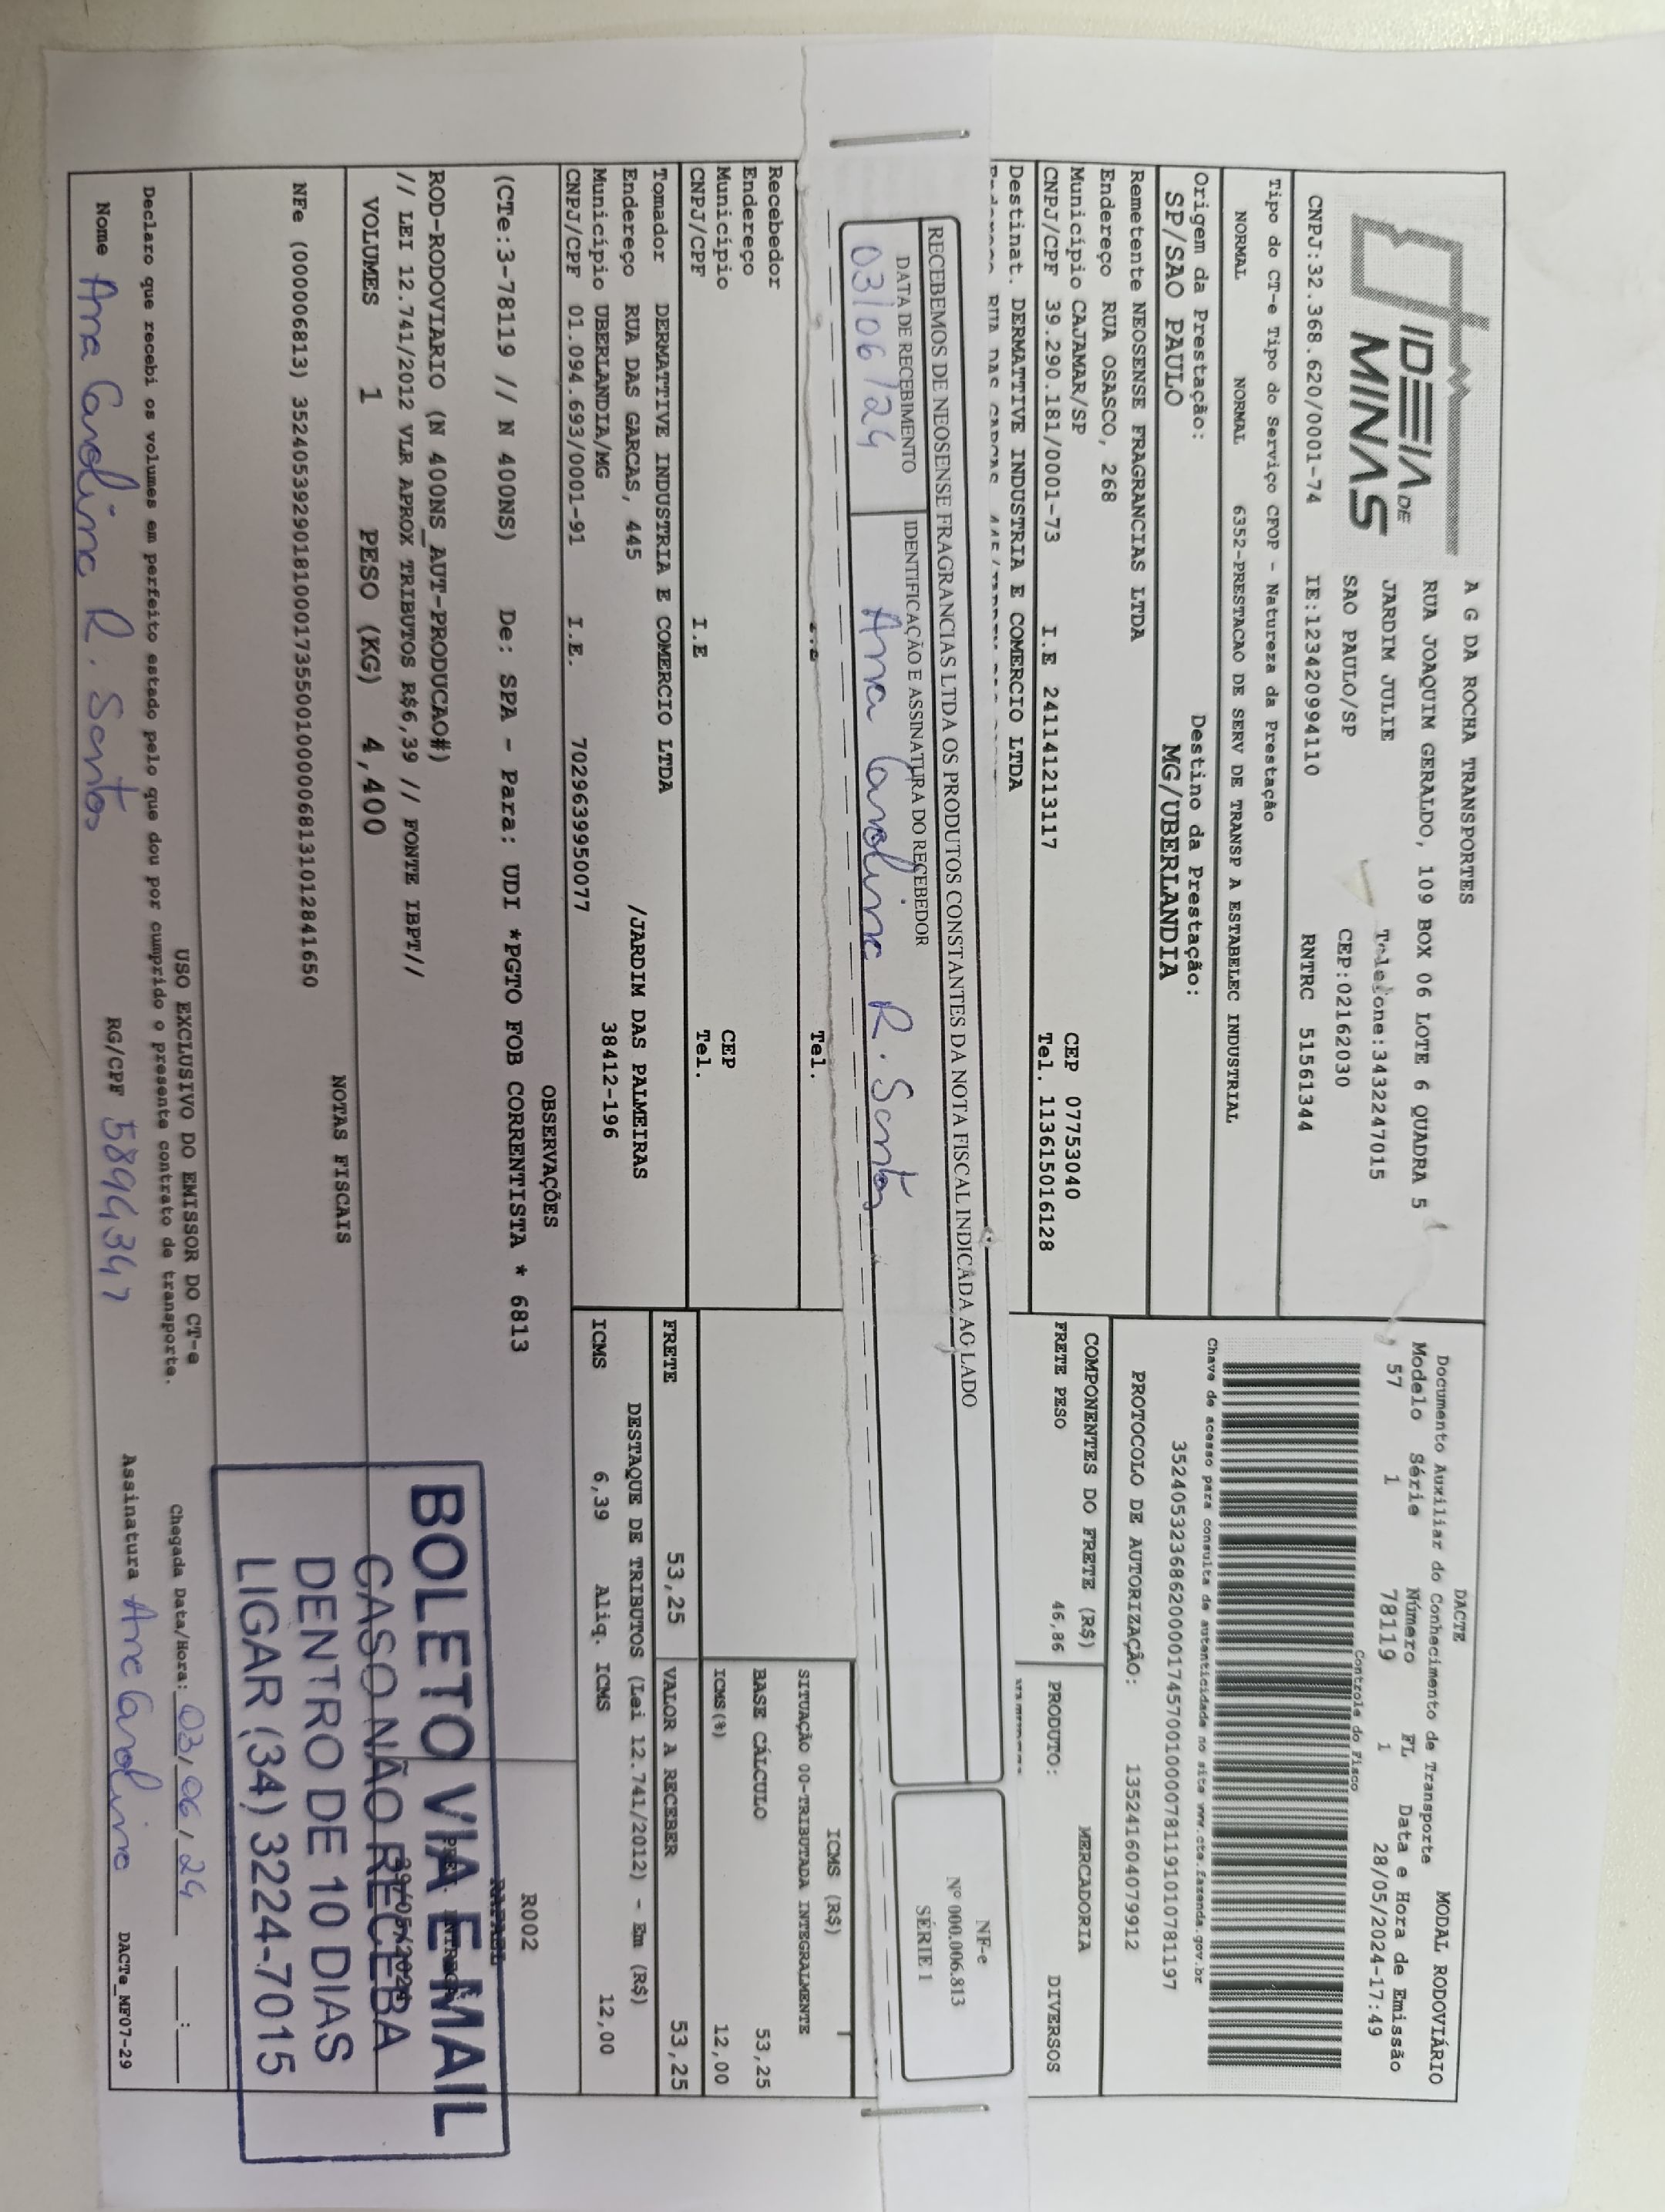 IDEIA DE
MINAS
A G DA ROCHA TRANSPORTES
RUA JOAQUIM GERALDO, 109 BOX 06 LOTE 6 QUADRA 5
JARDIM JULIE Telefone:3432247015
SAO PAULO/SP CEP:02162030
CNPJ:32.368.620/0001-74 IE:123420994110 RNTRC 51561344
DACTE
Documento Auxiliar do Conhecimento de Transporte
MODAL RODOVIÁRIO
Modelo Série Número FL Data e Hora de Emissão
57 1 78119 1 28/05/2024-17:49
Controle do Fisco
Tipo do CT-e Tipo do Serviço CFOP - Natureza da Prestação
NORMAL NORMAL 6352-PRESTACAO DE SERV DE TRANSP A ESTABELEC INDUSTRIAL
Chave de acesso para consulta de autenticidade no site www.cte.fazenda.gov.br
35240532368620000174570010000781191010781197
Origem da Prestação: Destino da Prestação:
SP/SAO PAULO MG/UBERLANDIA
PROTOCOLO DE AUTORIZAÇÃO: 135241604079912
Remetente NEOSENSE FRAGRANCIAS LTDA
Endereço RUA OSASCO, 268
Município CAJAMAR/SP CEP 07753040
CNPJ/CPF 39.290.181/0001-73 I.E 241141213117 Tel. 113615016128
COMPONENTES DO FRETE (R$) MERCADORIA
FRETE PESO 46,86 PRODUTO: DIVERSOS
Destinat. DERMATTIVE INDUSTRIA E COMERCIO LTDA
RECEBEMOS DE NEOSENSE FRAGRANCIAS LTDA OS PRODUTOS CONSTANTES DA NOTA FISCAL INDICADA AO LADO
DATA DE RECEBIMENTO IDENTIFICAÇÃO E ASSINATURA DO RECEBEDOR
03/06/24 Ana Carolina R. Santos
NF-e
Nº 000.006.813
SÉRIE 1
Tel.
Recebedor
Endereço
Município CEP
CNPJ/CPF I.E Tel.
ICMS (R$)
SITUAÇÃO 00-TRIBUTADA INTEGRALMENTE
BASE CÁLCULO 53,25
ICMS(%) 12,00
Tomador DERMATTIVE INDUSTRIA E COMERCIO LTDA
Endereço RUA DAS GARCAS, 445 /JARDIM DAS PALMEIRAS
Município UBERLANDIA/MG 38412-196
CNPJ/CPF 01.094.693/0001-91 I.E. 7029639950077
FRETE 53,25 VALOR A RECEBER 53,25
DESTAQUE DE TRIBUTOS (Lei 12.741/2012) - Em (R$)
ICMS 6,39 Aliq. ICMS 12,00
OBSERVAÇÕES
(CTe:3-78119 // N 400NS) De: SPA - Para: UDI *PGTO FOB CORRENTISTA * 6813
R002
RAFAEL
ROD-RODOVIARIO (N 400NS_AUT-PRODUCAO#)
// LEI 12.741/2012 VLR APROX TRIBUTOS R$6,39 // FONTE IBPT//
29/05/2024
VOLUMES 1 PESO (KG) 4,400
NOTAS FISCAIS
NFe (000006813) 35240539290181000173550010000068131012841650
BOLETO VIA E-MAIL
CASO NÃO RECEBA
DENTRO DE 10 DIAS
LIGAR (34) 3224-7015
USO EXCLUSIVO DO EMISSOR DO CT-e
Declaro que recebi os volumes em perfeito estado pelo que dou por cumprido o presente contrato de transporte.
Chegada Data/Hora: 03/06/24 __:__
Nome Ana Carolina R. Santos RG/CPF 58994347 Assinatura Ana Carolina
DACTe_MF07-29